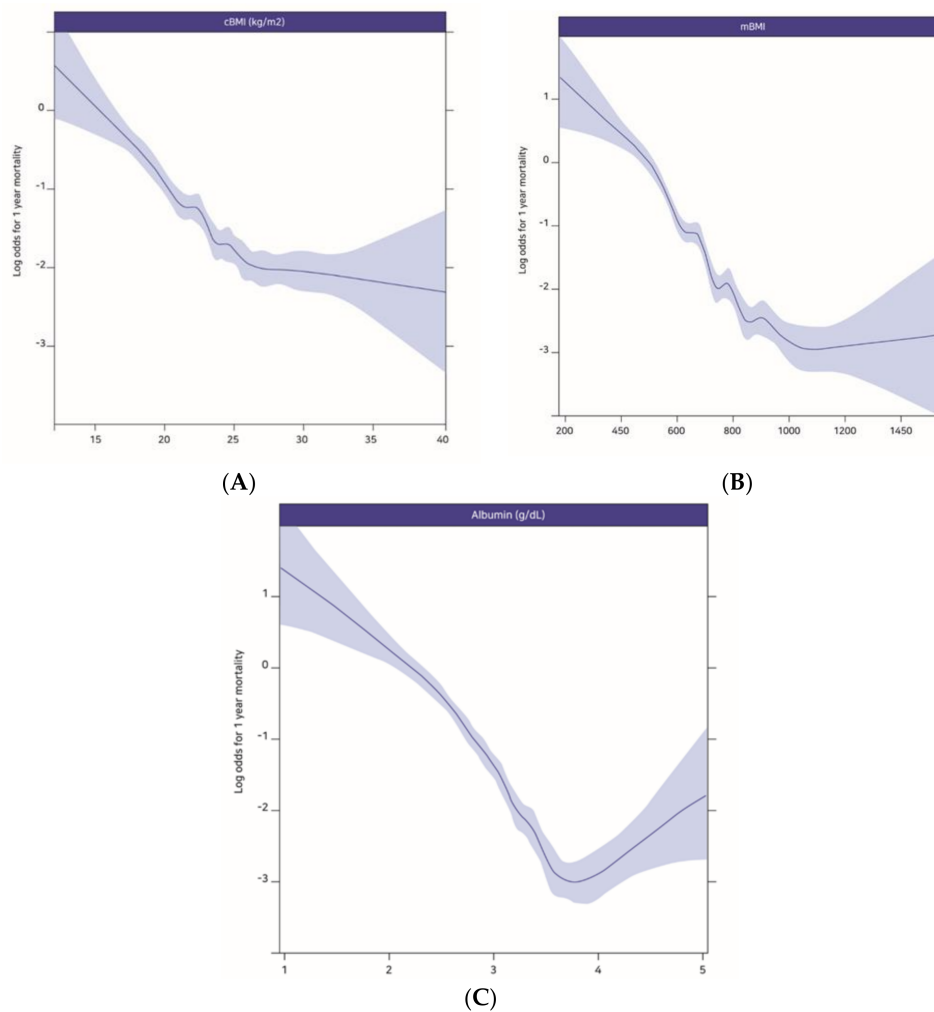 cBMI (kg/m2)
Log odds for 1 year mortality
0
-1
-2
-3
15 20 25 30 35 40
(A)
mBMI
Log odds for 1 year mortality
1
0
-1
-2
-3
200 450 600 800 1000 1200 1450
(B)
Albumin (g/dL)
Log odds for 1 year mortality
1
0
-1
-2
-3
1 2 3 4 5
(C)